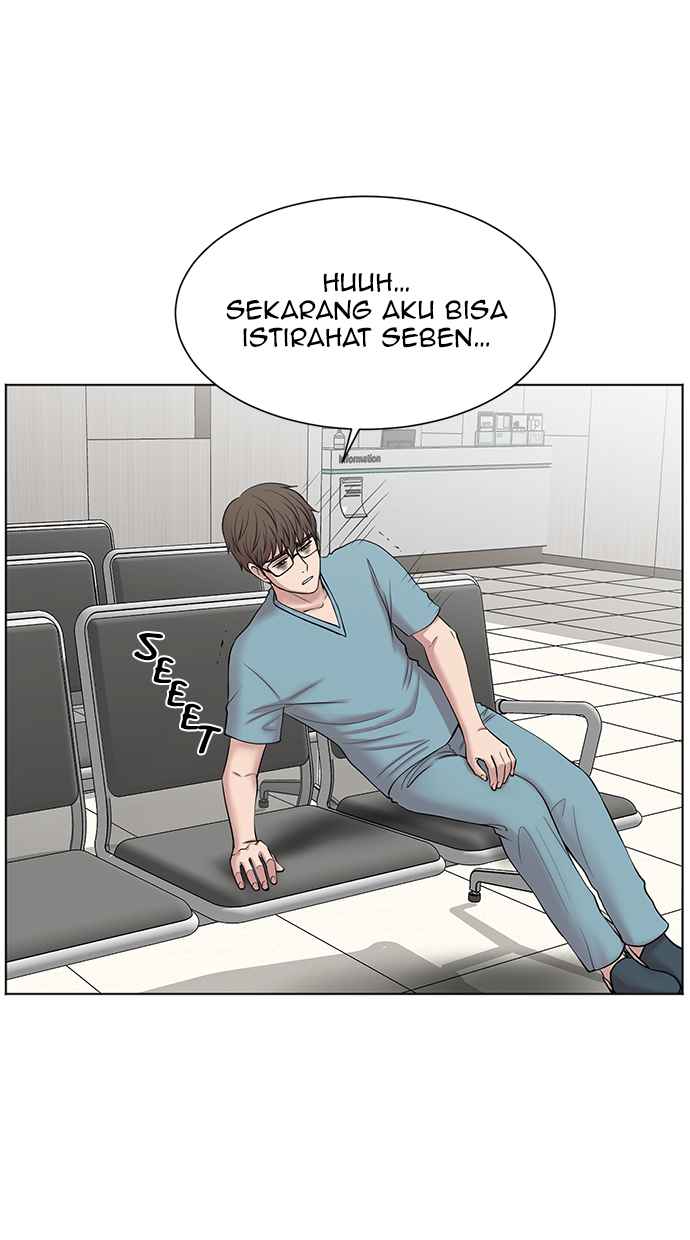 HUUH...
SEKARANG AKU BISA
ISTIRAHAT SEBEN...
Information
SEEET